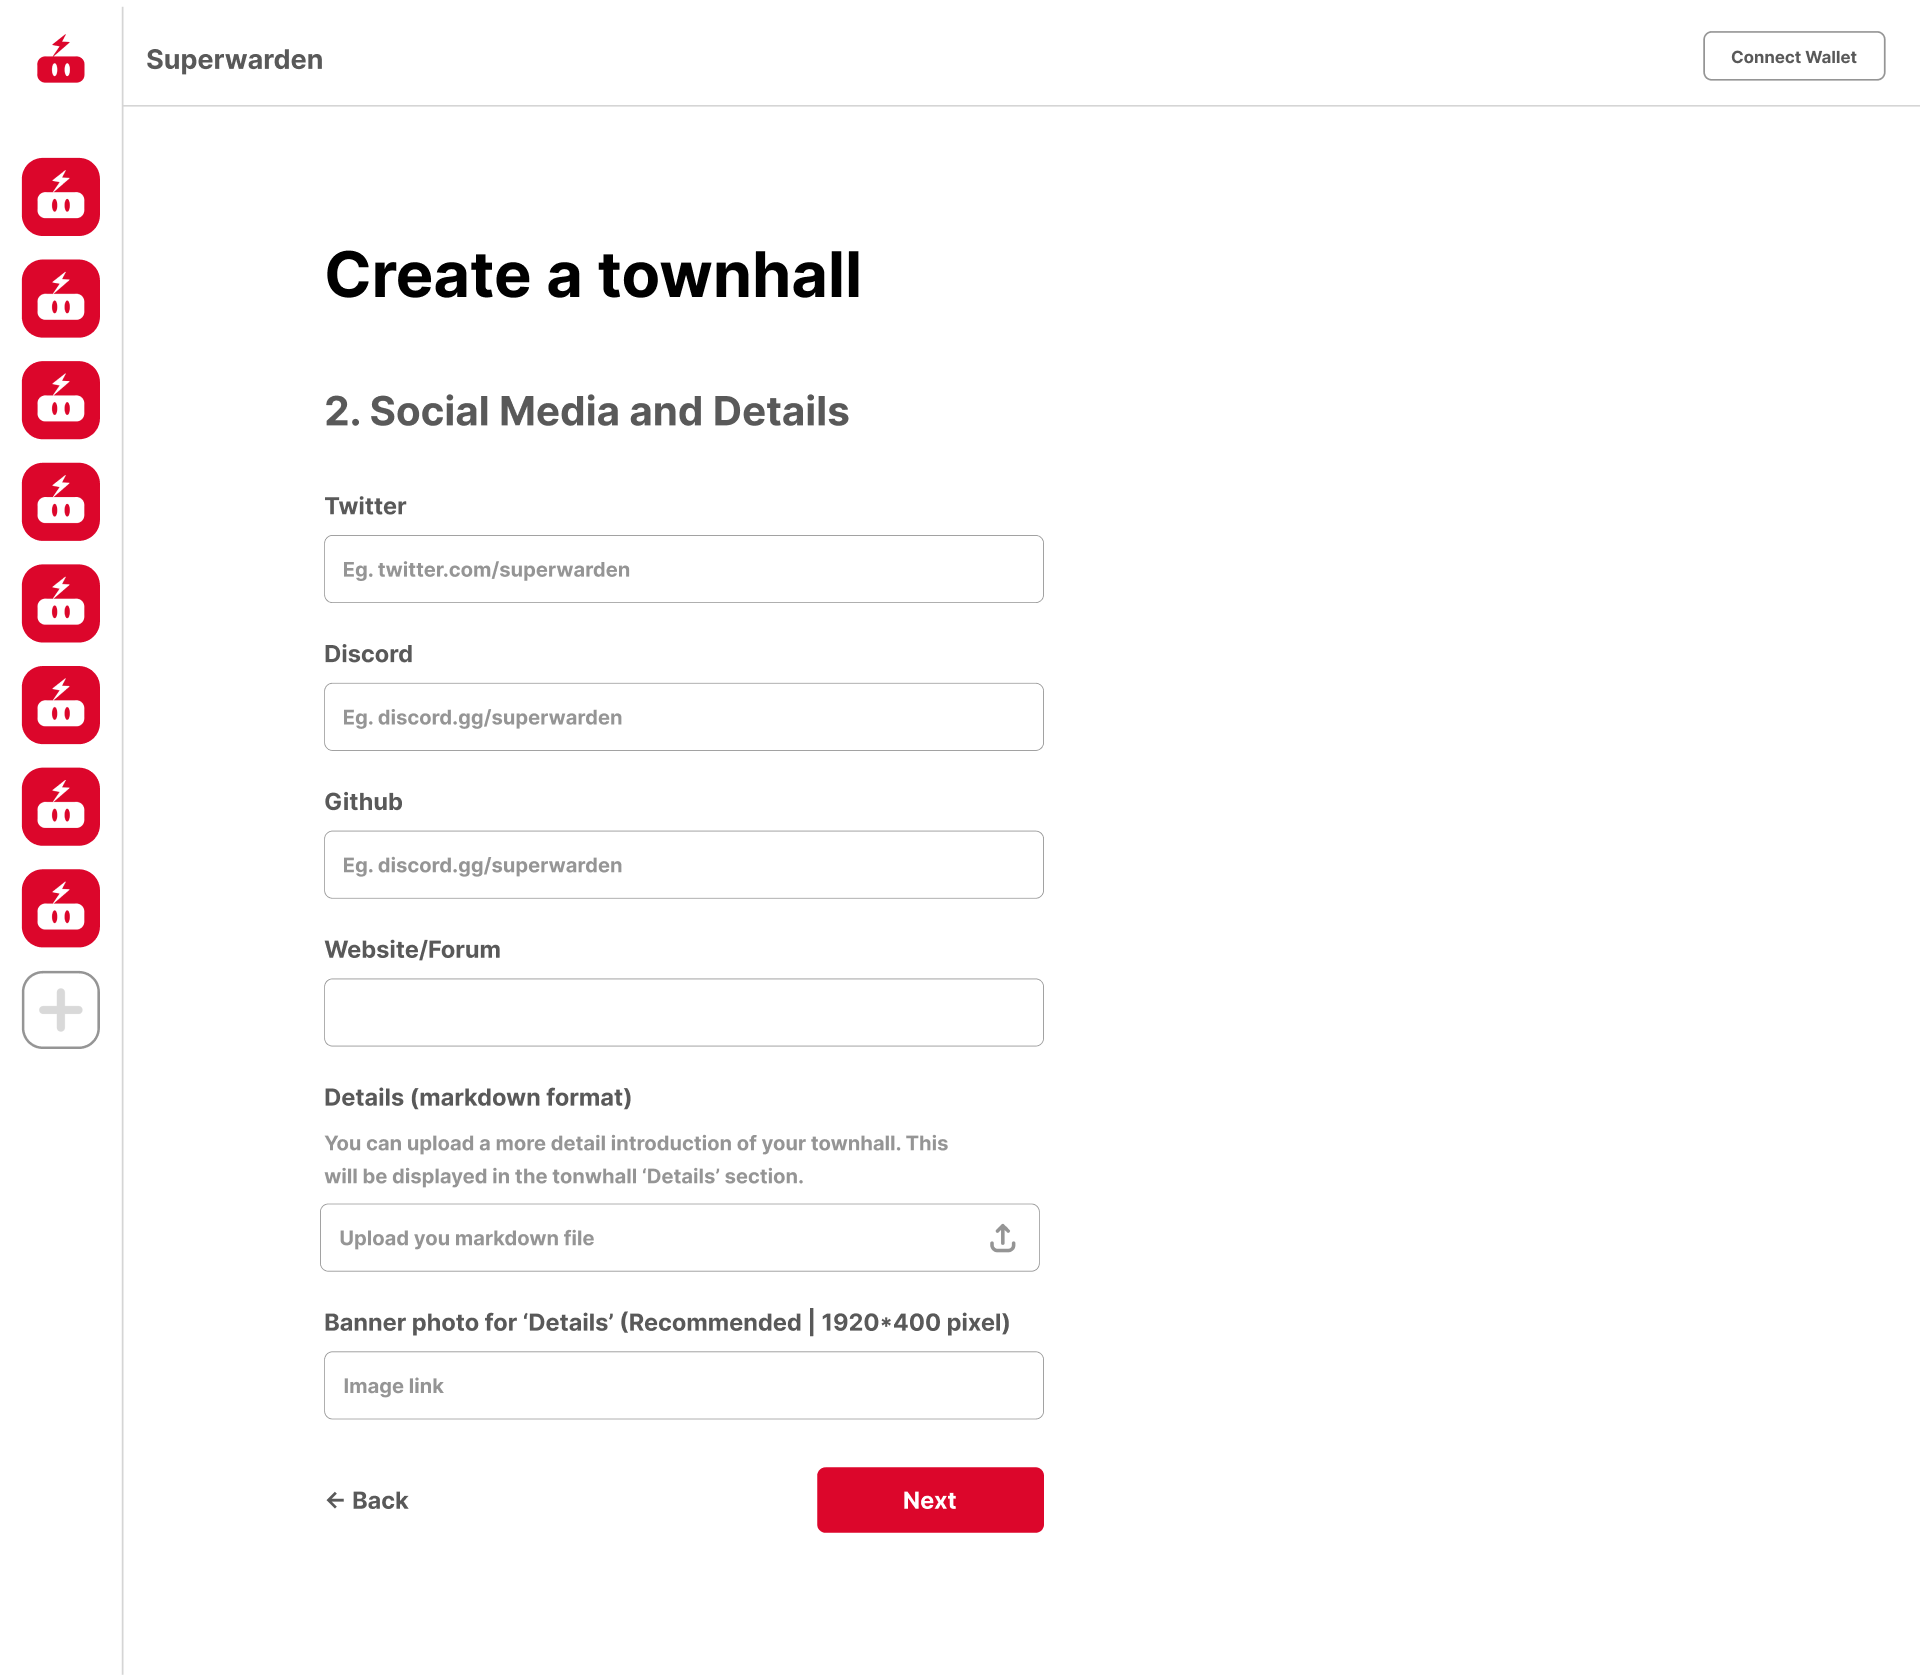 Superwarden
Connect Wallet
Create a townhall
2. Social Media and Details
Twitter
Eg. twitter.com/superwarden
Discord
Eg. discord.gg/superwarden
Github
Eg. discord.gg/superwarden
Website/Forum
Details (markdown format)
You can upload a more detail introduction of your townhall. This
will be displayed in the tonwhall ‘Details’ section.
Upload you markdown file
Banner photo for ‘Details’ (Recommended | 1920*400 pixel)
Image link
← Back
Next